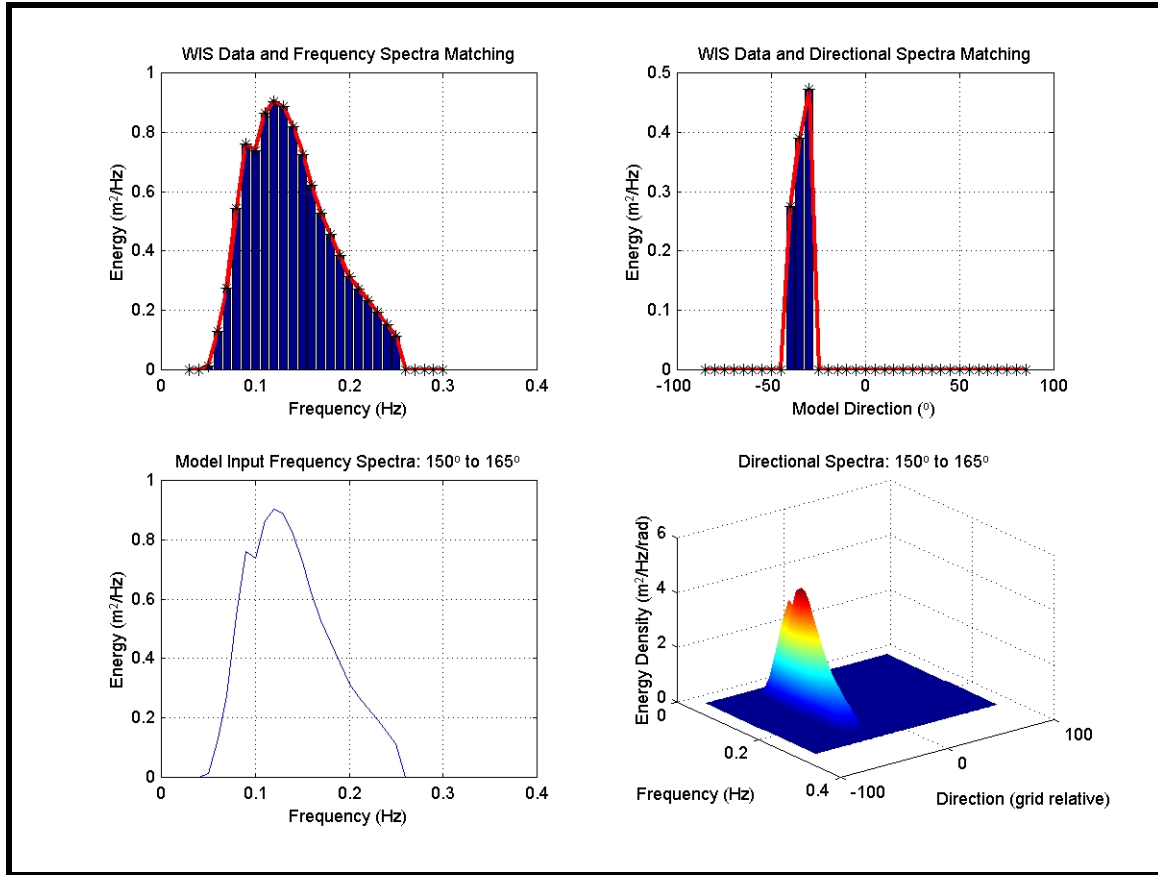 WIS Data and Frequency Spectra Matching
1
0.8
0.6
0.4
0.2
0
0 0.1 0.2 0.3 0.4
Energy (m²/Hz)
Frequency (Hz)
WIS Data and Directional Spectra Matching
0.5
0.4
0.3
0.2
0.1
0
-100 -50 0 50 100
Energy (m²/Hz)
Model Direction (⁰)
Model Input Frequency Spectra: 150⁰ to 165⁰
1
0.8
0.6
0.4
0.2
0
0 0.1 0.2 0.3 0.4
Energy (m²/Hz)
Frequency (Hz)
Directional Spectra: 150⁰ to 165⁰
6
4
2
0
0
0.2
0.4
-100
0
100
Energy Density (m²/Hz/rad)
Frequency (Hz)
Direction (grid relative)